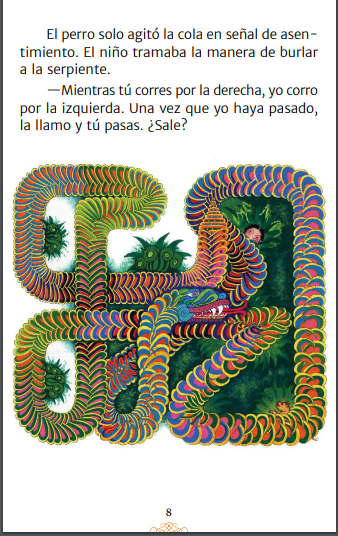 El perro solo agitó la cola en señal de asen-
timiento. El niño tramaba la manera de burlar
a la serpiente.
—Mientras tú corres por la derecha, yo corro
por la izquierda. Una vez que yo haya pasado,
la llamo y tú pasas. ¿Sale?
8